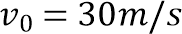 v₀ = 30m/s